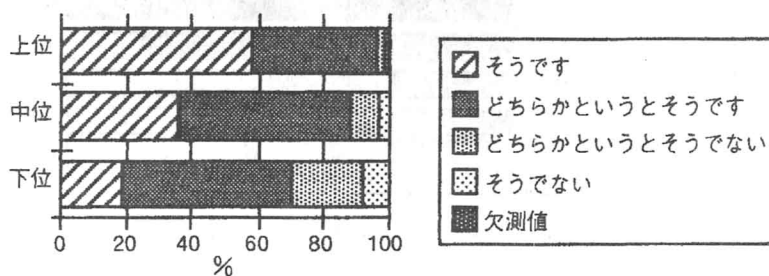 上位
中位
下位
0 20 40 60 80 100
%
そうです
どちらかというとそうです
どちらかというとそうでない
そうでない
欠測値